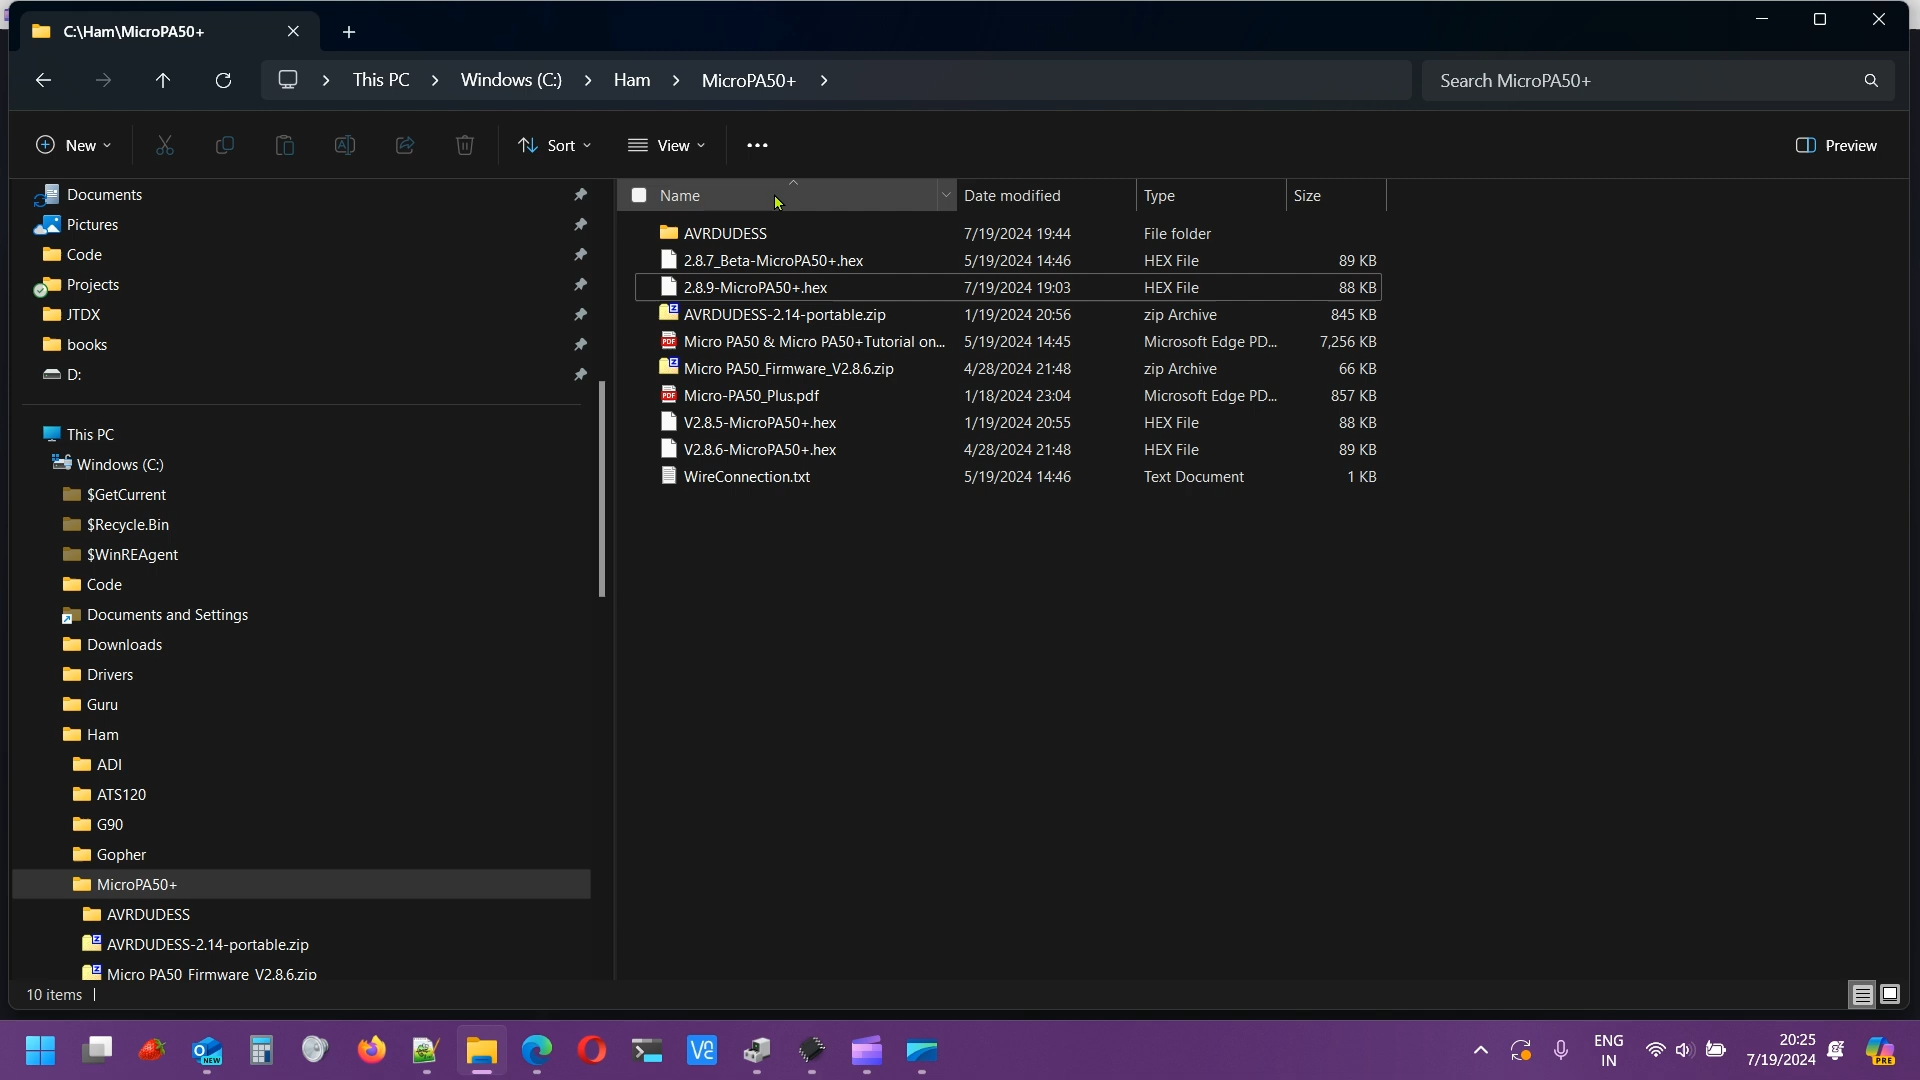 C:\Ham\MicroPA50+
This PC Windows (C:) Ham MicroPA50+
Search MicroPA50+
New Sort View Preview
Documents
Pictures
Code
Projects
JTDX
books
D:
This PC
Windows (C:)
$GetCurrent
$Recycle.Bin
$WinREAgent
Code
Documents and Settings
Downloads
Drivers
Guru
Ham
ADI
ATS120
G90
Gopher
MicroPA50+
AVRDUDESS
AVRDUDESS-2.14-portable.zip
Micro PA50 Firmware V2.8.6.zip
Name Date modified Type Size
AVRDUDESS 7/19/2024 19:44 File folder
2.8.7_Beta-MicroPA50+.hex 5/19/2024 14:46 HEX File 89 KB
2.8.9-MicroPA50+.hex 7/19/2024 19:03 HEX File 88 KB
AVRDUDESS-2.14-portable.zip 1/19/2024 20:56 zip Archive 845 KB
Micro PA50 & Micro PA50+Tutorial on... 5/19/2024 14:45 Microsoft Edge PD... 7,256 KB
Micro PA50_Firmware_V2.8.6.zip 4/28/2024 21:48 zip Archive 66 KB
Micro-PA50_Plus.pdf 1/18/2024 23:04 Microsoft Edge PD... 857 KB
V2.8.5-MicroPA50+.hex 1/19/2024 20:55 HEX File 88 KB
V2.8.6-MicroPA50+.hex 4/28/2024 21:48 HEX File 89 KB
WireConnection.txt 5/19/2024 14:46 Text Document 1 KB
10 items
ENG
IN
20:25
7/19/2024
PRE